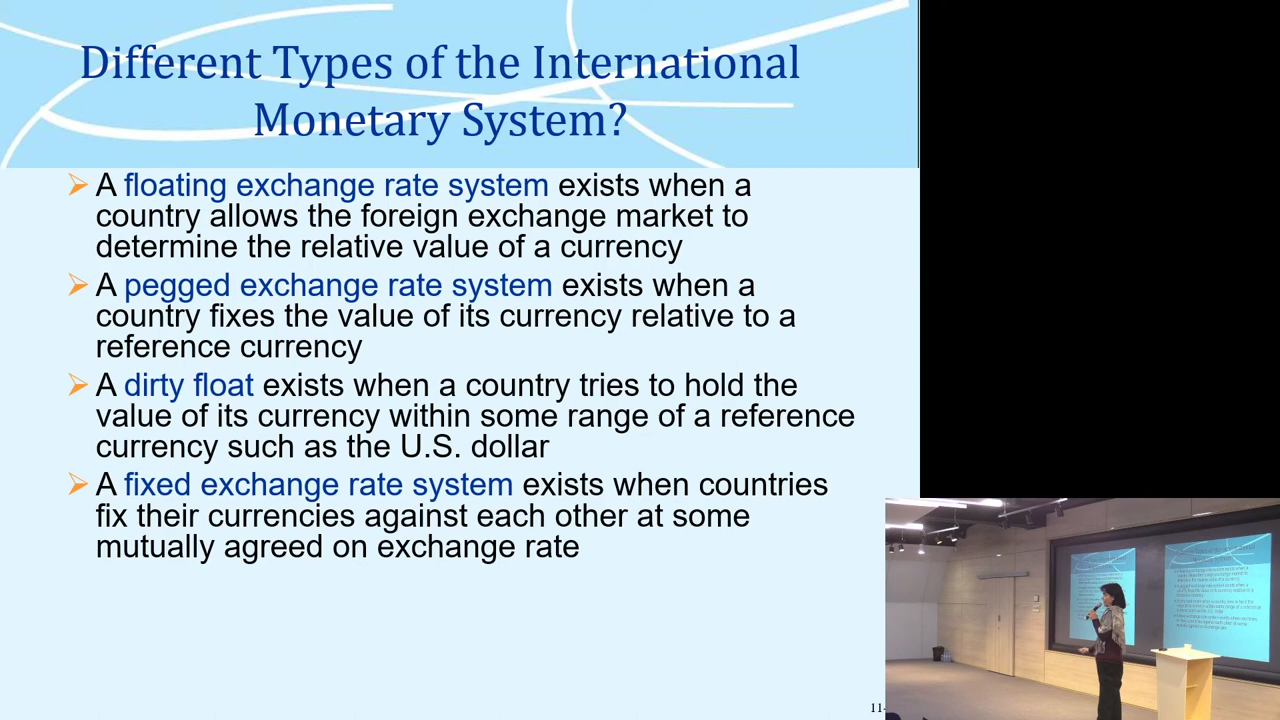 Different Types of the International
Monetary System?
A floating exchange rate system exists when a
country allows the foreign exchange market to
determine the relative value of a currency
A pegged exchange rate system exists when a
country fixes the value of its currency relative to a
reference currency
A dirty float exists when a country tries to hold the
value of its currency within some range of a reference
currency such as the U.S. dollar
A fixed exchange rate system exists when countries
fix their currencies against each other at some
mutually agreed on exchange rate
11-